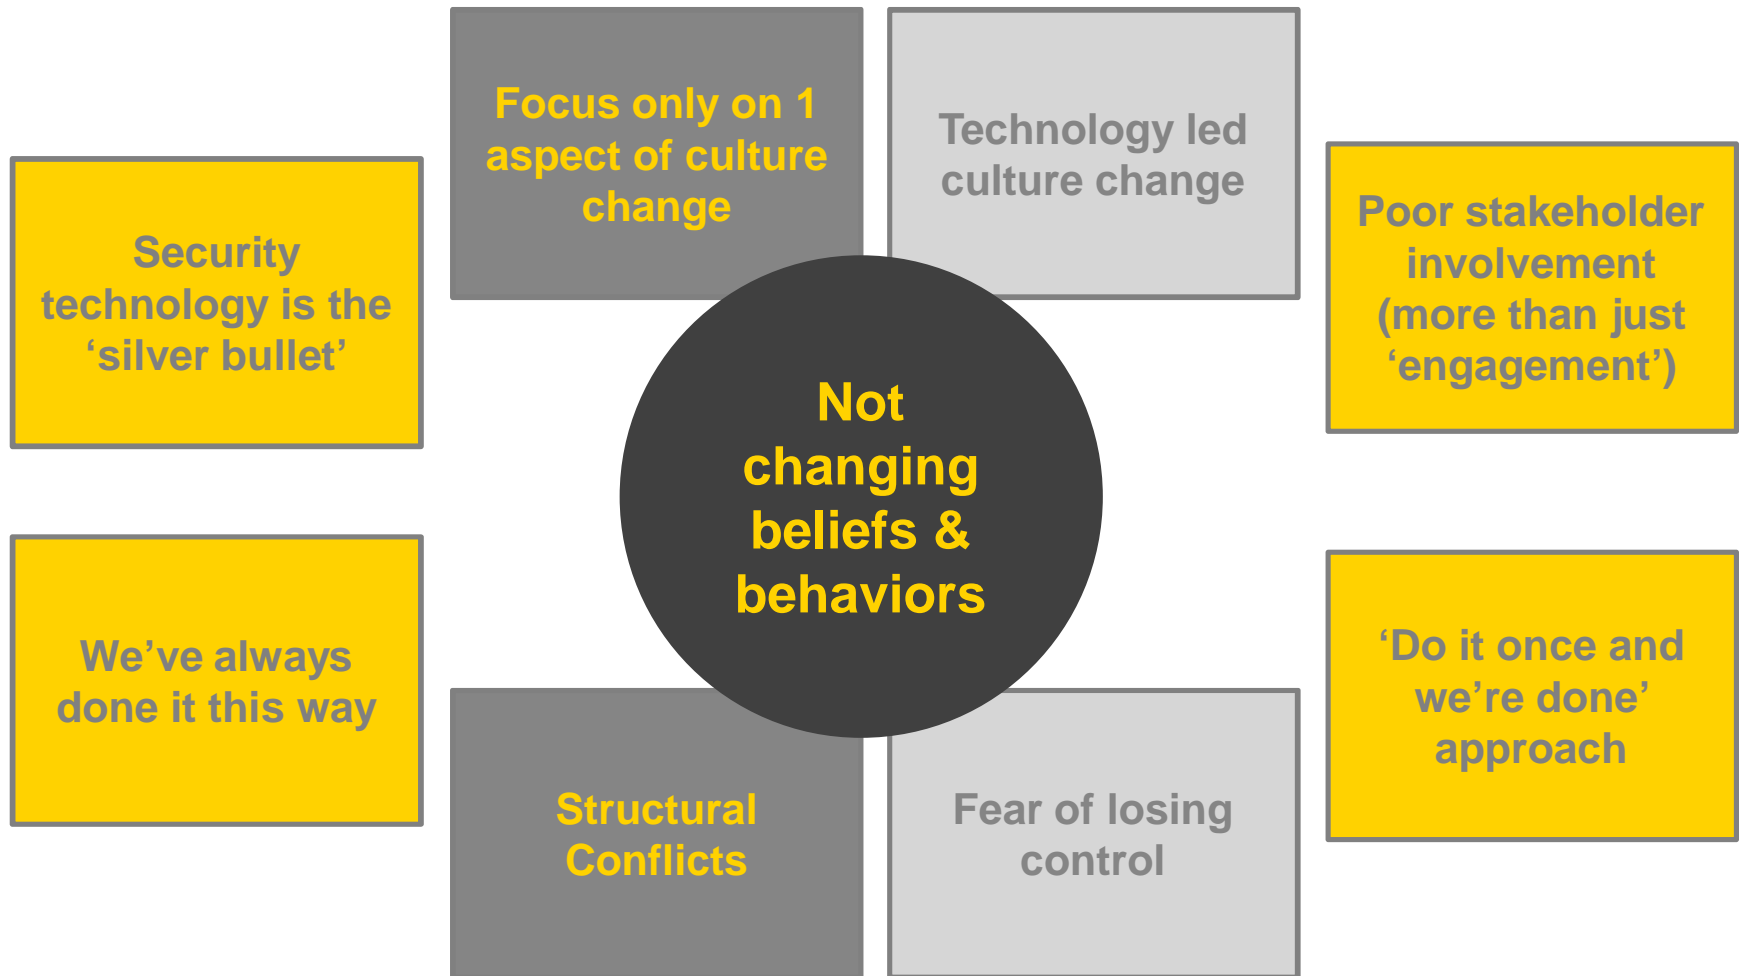 Focus only on 1
aspect of culture
change
Technology led
culture change
Security
technology is the
‘silver bullet’
Poor stakeholder
involvement
(more than just
‘engagement’)
Not
changing
beliefs &
behaviors
We’ve always
done it this way
‘Do it once and
we’re done’
approach
Structural
Conflicts
Fear of losing
control